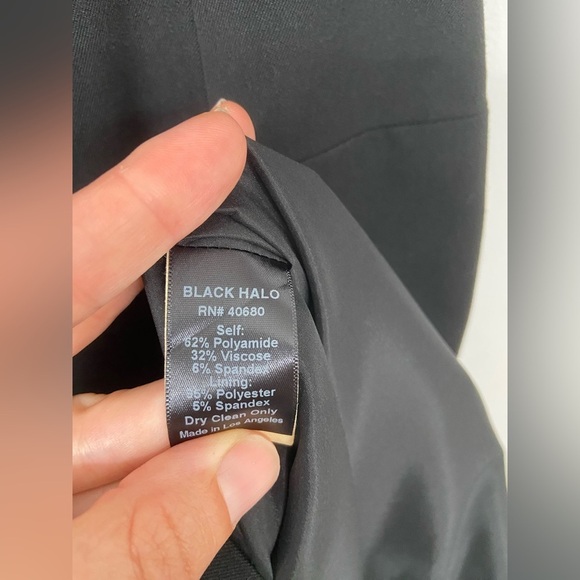 BLACK HALO
RN# 40680
Self:
62% Polyamide
32% Viscose
6% Spandex
Lining:
95% Polyester
5% Spandex
Dry Clean Only
Made in Los Angeles